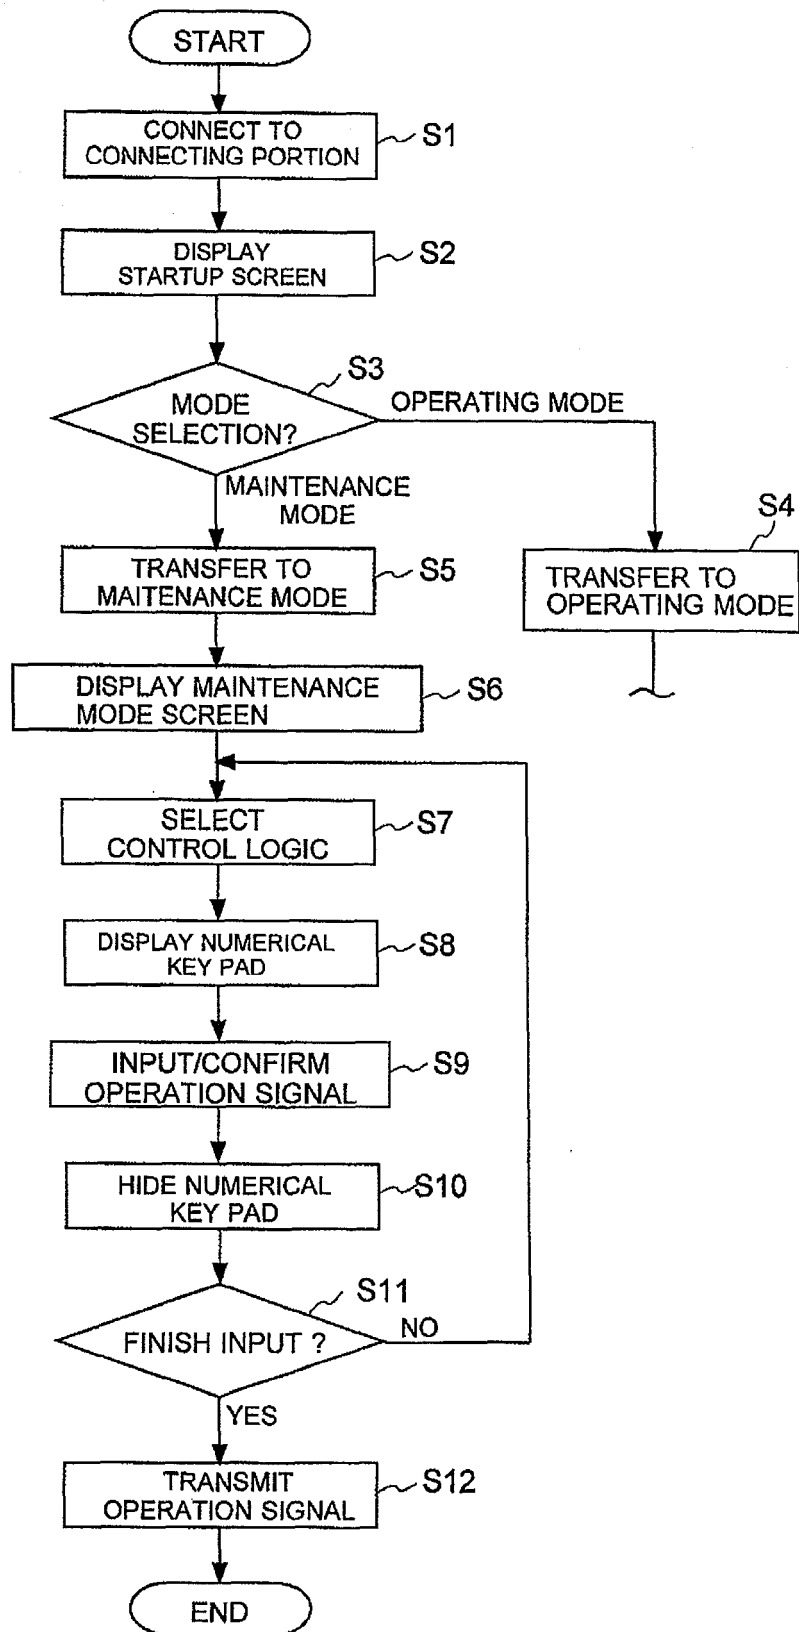 START
CONNECT TO
CONNECTING PORTION
S1
DISPLAY
STARTUP SCREEN
S2
S3
MODE
SELECTION?
OPERATING MODE
MAINTENANCE
MODE
S4
TRANSFER TO
OPERATING MODE
TRANSFER TO
MAITENANCE MODE
S5
DISPLAY MAINTENANCE
MODE SCREEN
S6
SELECT
CONTROL LOGIC
S7
DISPLAY NUMERICAL
KEY PAD
S8
INPUT/CONFIRM
OPERATION SIGNAL
S9
HIDE NUMERICAL
KEY PAD
S10
S11
FINISH INPUT ?
NO
YES
TRANSMIT
OPERATION SIGNAL
S12
END